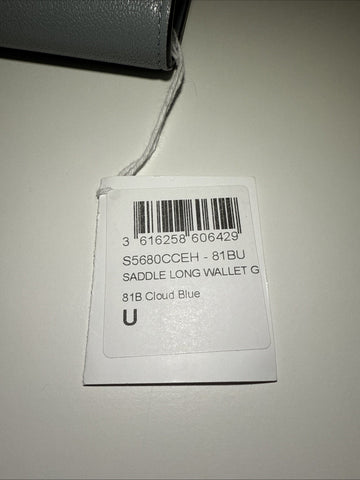 3 616258 606429
S5680CCEH - 81BU
SADDLE LONG WALLET G
81B Cloud Blue
U